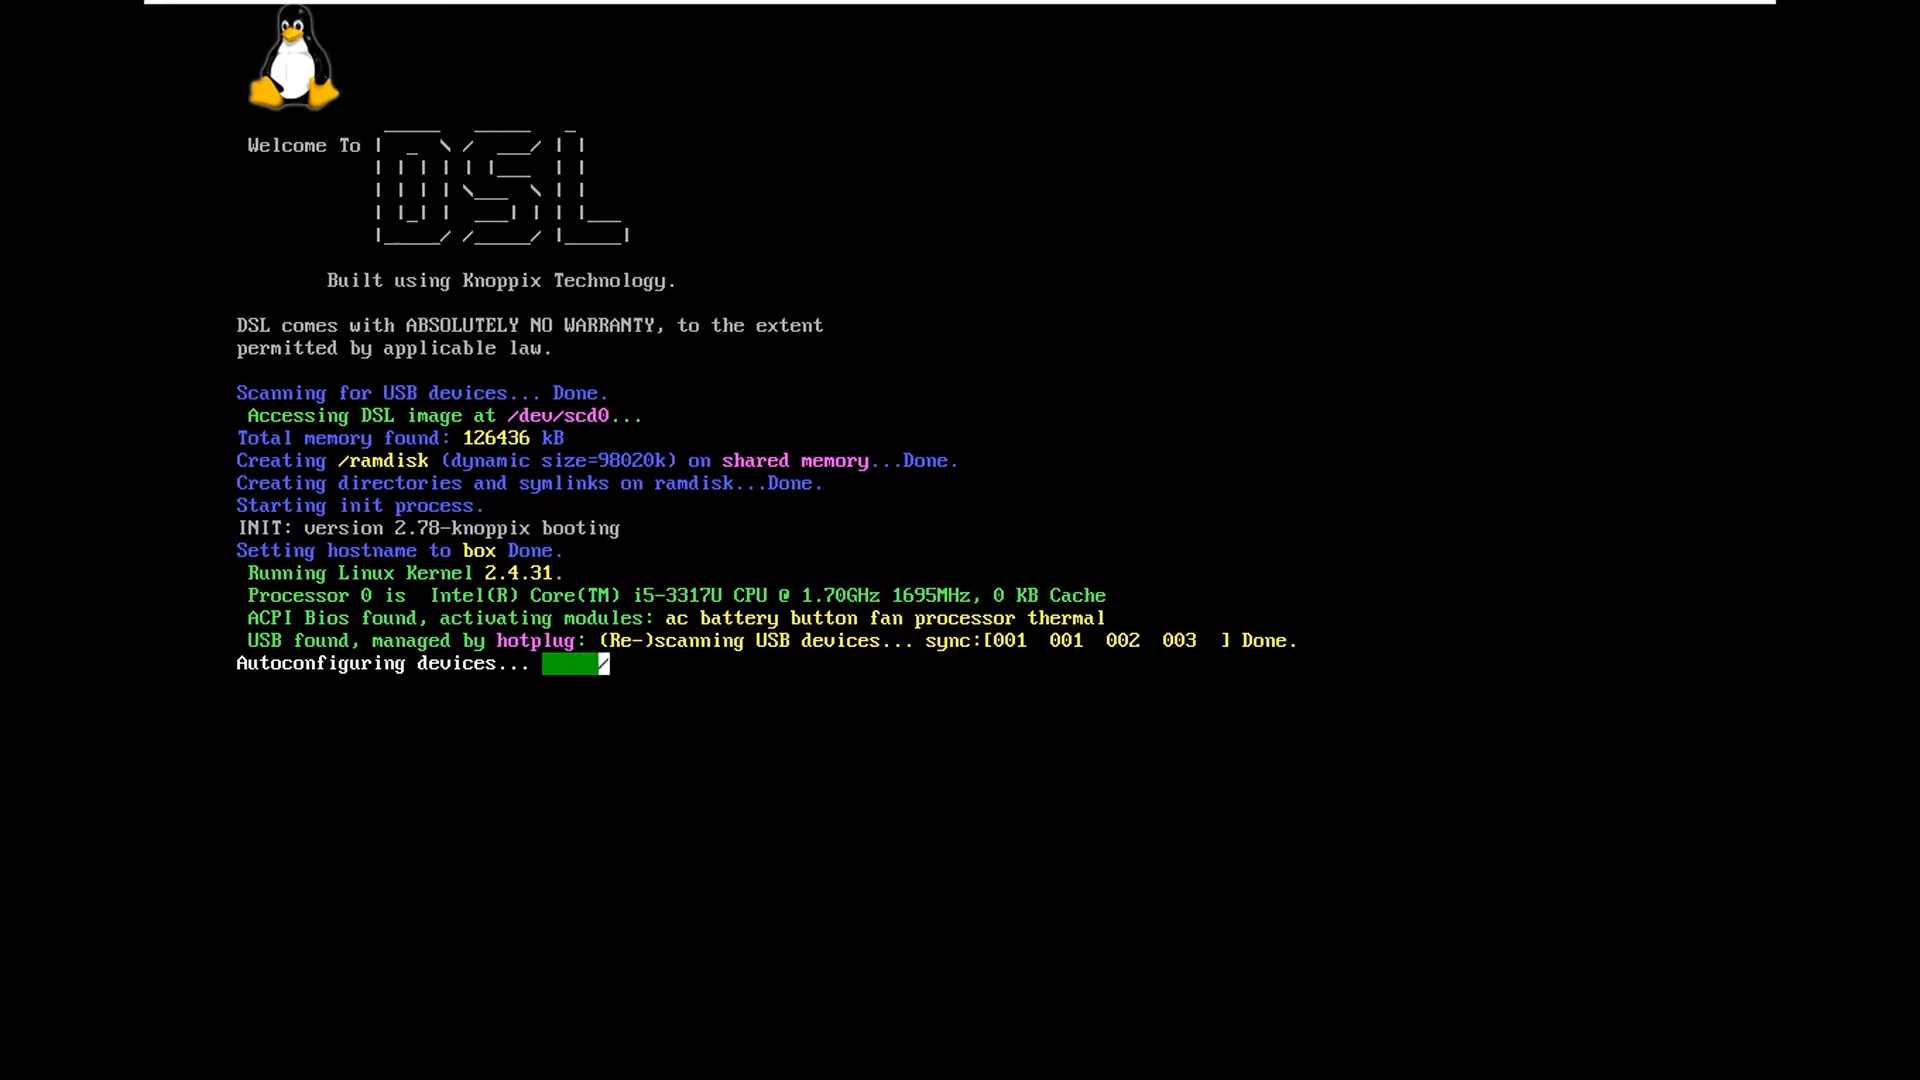 Welcome To DSL
Built using Knoppix Technology.
DSL comes with ABSOLUTELY NO WARRANTY, to the extent
permitted by applicable law.
Scanning for USB devices... Done.
Accessing DSL image at /dev/scd0...
Total memory found: 126436 kB
Creating /ramdisk (dynamic size=98020k) on shared memory...Done.
Creating directories and symlinks on ramdisk...Done.
Starting init process.
INIT: version 2.78-knoppix booting
Setting hostname to box Done.
Running Linux Kernel 2.4.31.
Processor 0 is  Intel(R) Core(TM) i5-3317U CPU @ 1.70GHz 1695MHz, 0 KB Cache
ACPI Bios found, activating modules: ac battery button fan processor thermal
USB found, managed by hotplug: (Re-)scanning USB devices... sync:[001  001  002  003  ] Done.
Autoconfiguring devices... /